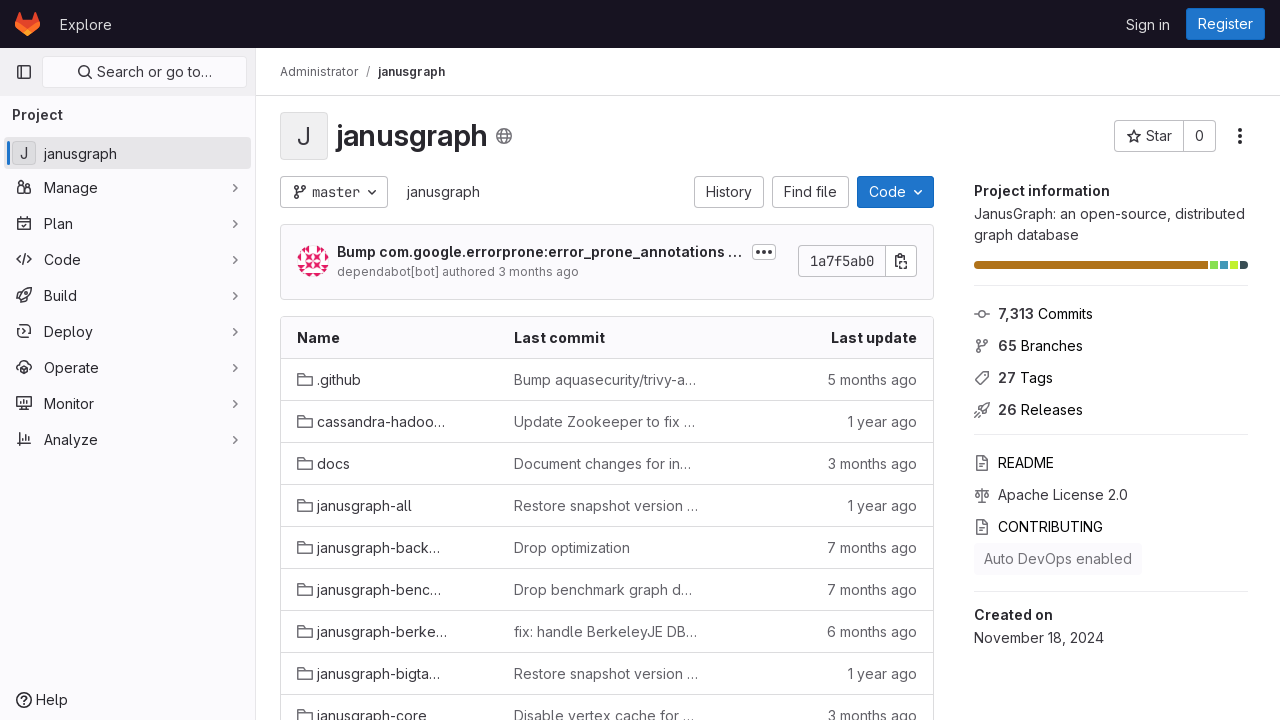 Explore
Sign in
Register
Search or go to…
Administrator / janusgraph
Project
J janusgraph
Manage
Plan
Code
Build
Deploy
Operate
Monitor
Analyze
Help
J janusgraph
Star 0
master
janusgraph
History
Find file
Code
Bump com.google.errorprone:error_prone_annotations …
dependabot[bot] authored 3 months ago
1a7f5ab0
Name Last commit Last update
.github Bump aquasecurity/trivy-a… 5 months ago
cassandra-hadoo… Update Zookeeper to fix … 1 year ago
docs Document changes for in… 3 months ago
janusgraph-all Restore snapshot version … 1 year ago
janusgraph-back… Drop optimization 7 months ago
janusgraph-benc… Drop benchmark graph d… 7 months ago
janusgraph-berke… fix: handle BerkeleyJE DB… 6 months ago
janusgraph-bigta… Restore snapshot version … 1 year ago
janusgraph-core Disable vertex cache for … 3 months ago
Project information
JanusGraph: an open-source, distributed
graph database
7,313 Commits
65 Branches
27 Tags
26 Releases
README
Apache License 2.0
CONTRIBUTING
Auto DevOps enabled
Created on
November 18, 2024